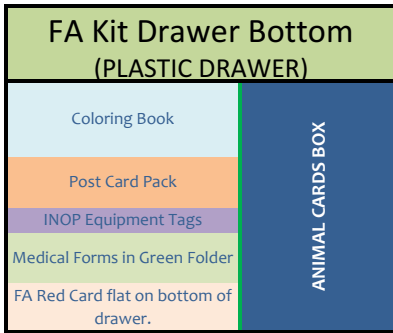 FA Kit Drawer Bottom
(PLASTIC DRAWER)
Coloring Book
Post Card Pack
INOP Equipment Tags
Medical Forms in Green Folder
FA Red Card flat on bottom of
drawer.
ANIMAL CARDS BOX